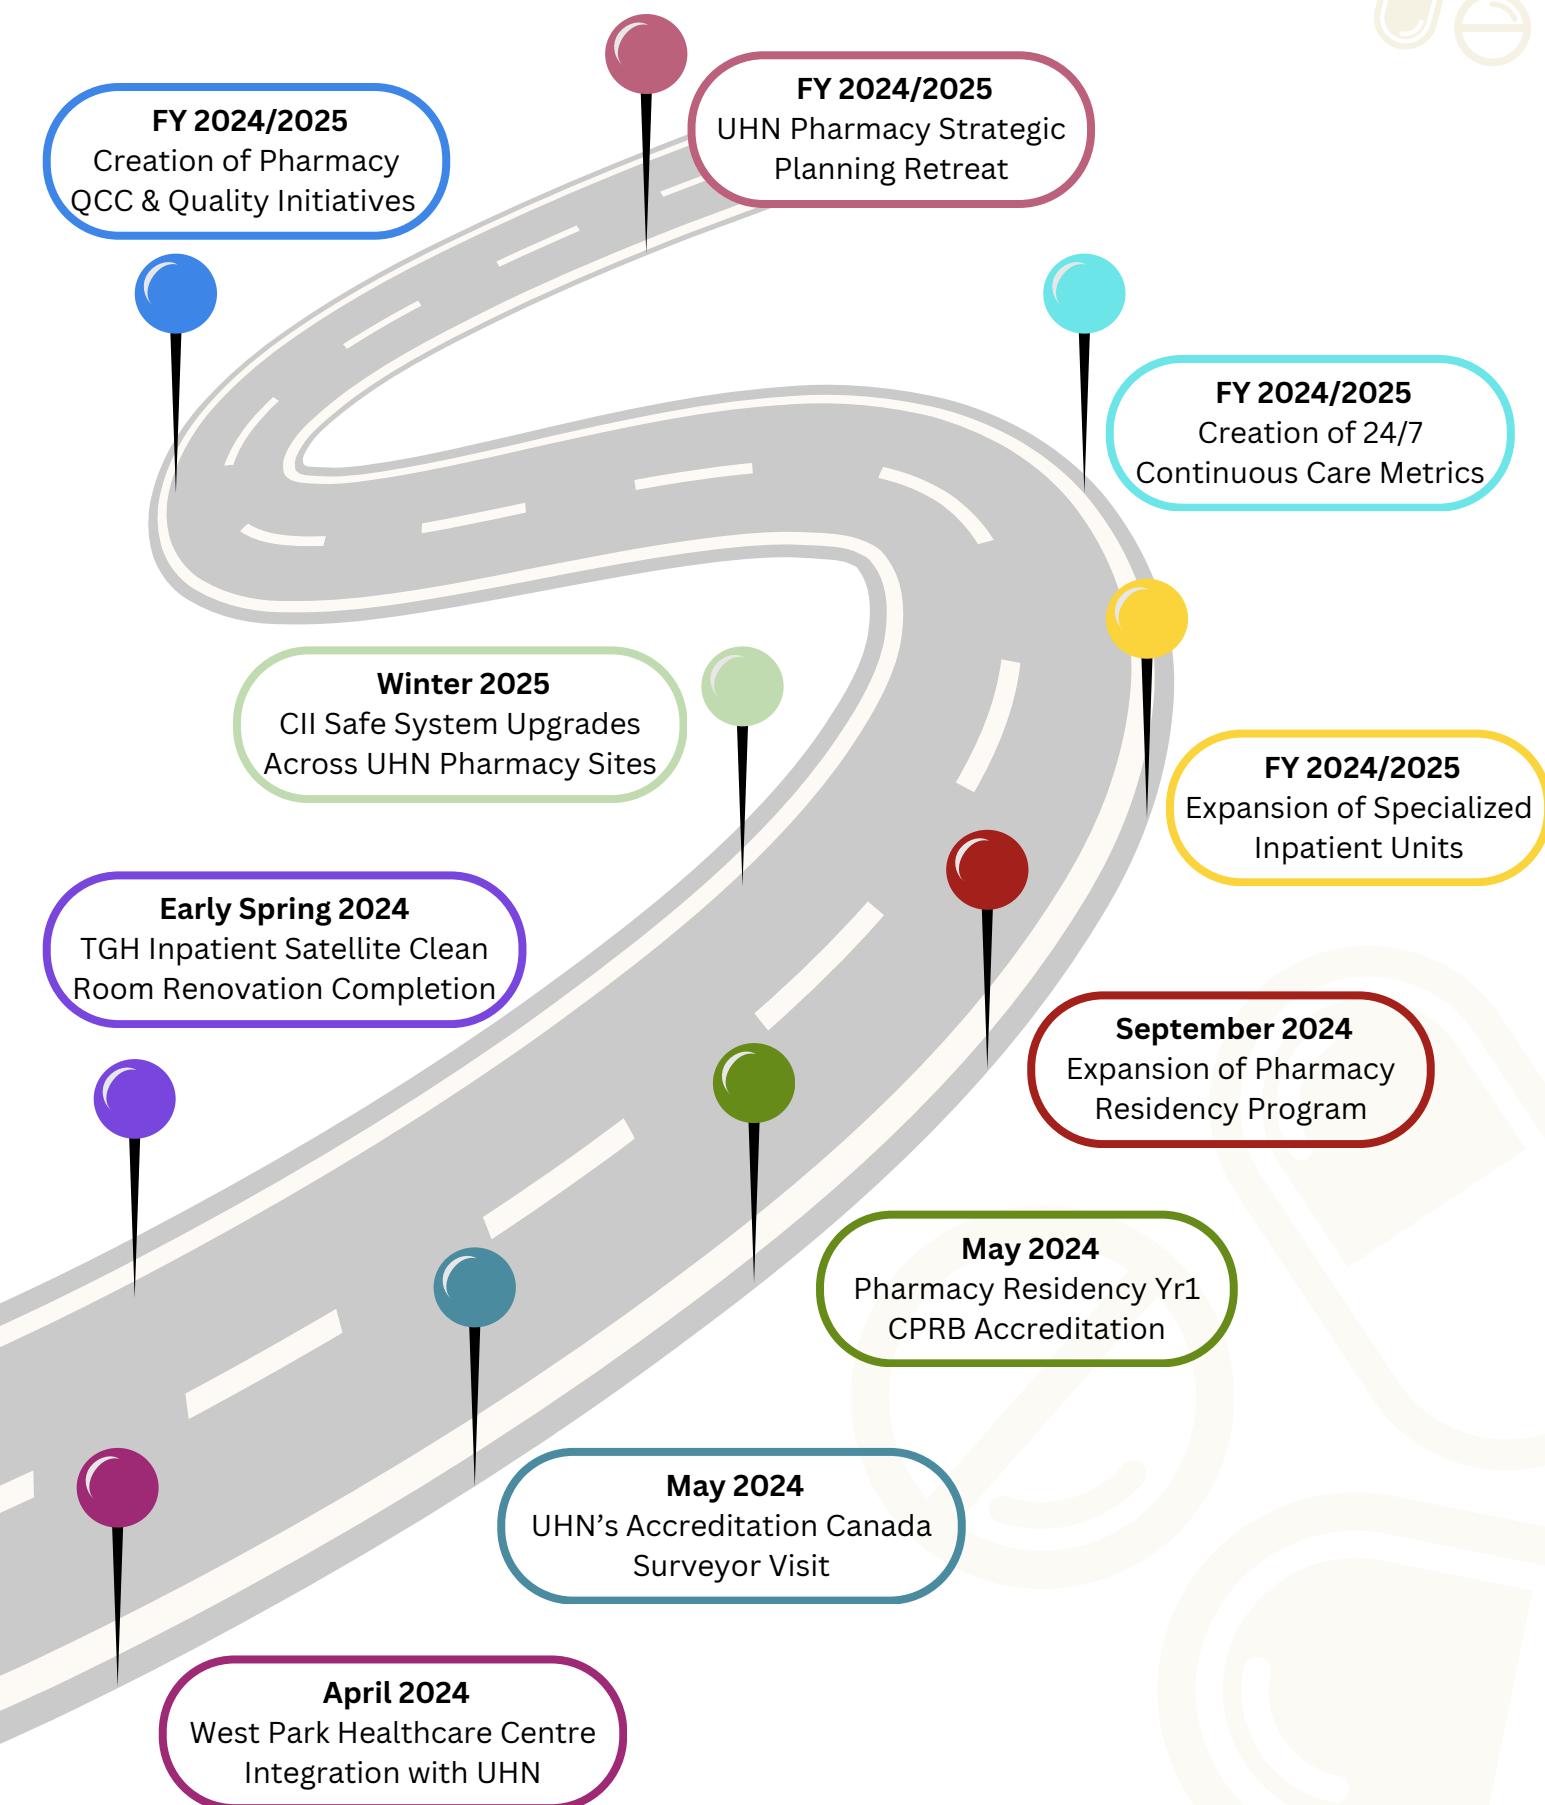 FY 2024/2025
UHN Pharmacy Strategic
Planning Retreat
FY 2024/2025
Creation of Pharmacy
QCC & Quality Initiatives
FY 2024/2025
Creation of 24/7
Continuous Care Metrics
Winter 2025
CII Safe System Upgrades
Across UHN Pharmacy Sites
FY 2024/2025
Expansion of Specialized
Inpatient Units
Early Spring 2024
TGH Inpatient Satellite Clean
Room Renovation Completion
September 2024
Expansion of Pharmacy
Residency Program
May 2024
Pharmacy Residency Yr1
CPRB Accreditation
May 2024
UHN’s Accreditation Canada
Surveyor Visit
April 2024
West Park Healthcare Centre
Integration with UHN